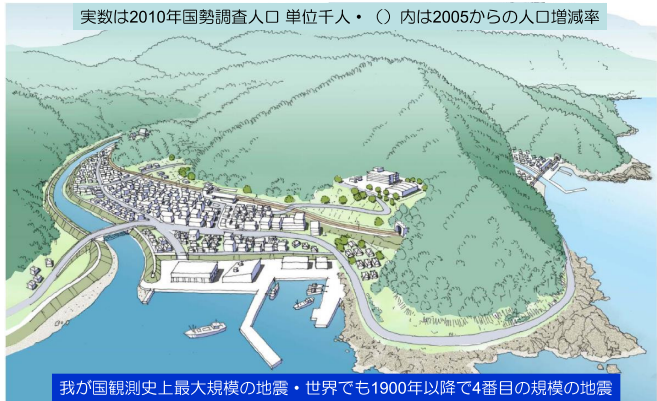 実数は2010年国勢調査人口 単位千人・（）内は2005からの人口増減率
我が国観測史上最大規模の地震・世界でも1900年以降で4番目の規模の地震